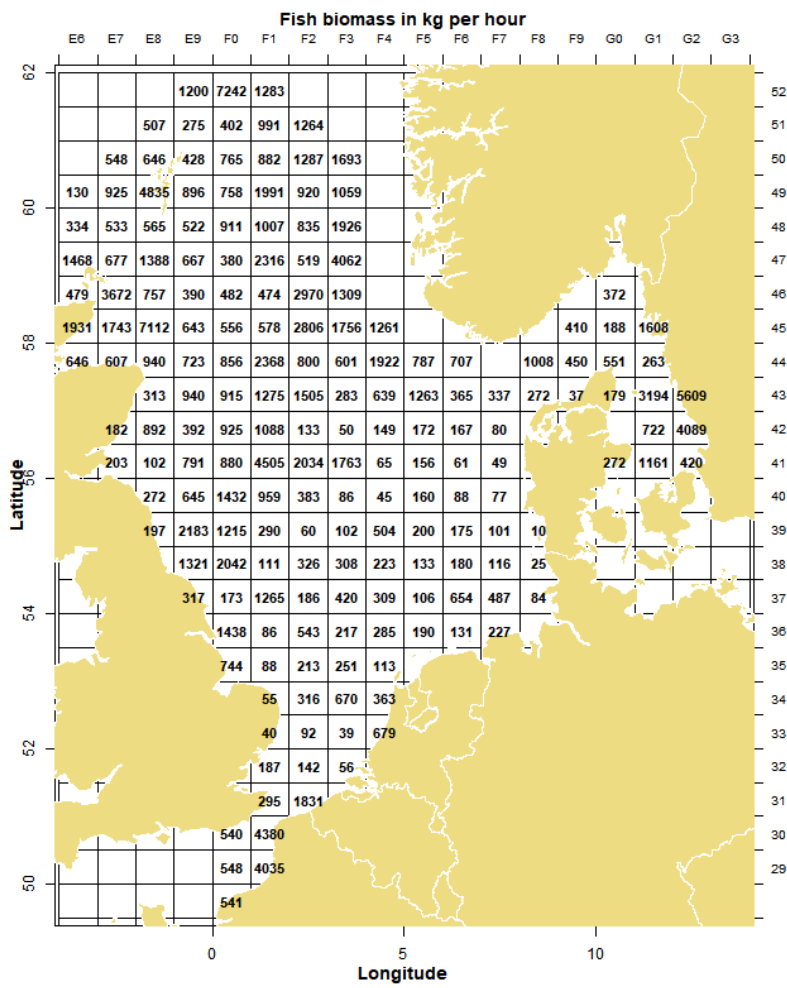 Fish biomass in kg per hour
E6 E7 E8 E9 F0 F1 F2 F3 F4 F5 F6 F7 F8 F9 G0 G1 G2 G3
62
1200 7242 1283 52
507 275 402 991 1264 51
548 646 428 765 882 1287 1693 50
130 925 4835 896 758 1991 920 1059 49
60
334 533 565 522 911 1007 835 1926 48
1468 677 1388 667 380 2316 519 4062 47
479 3672 757 390 482 474 2970 1309 372 46
1931 1743 7112 643 556 578 2806 1756 1261 410 188 1608 45
58
646 607 940 723 856 2368 800 601 1922 787 707 1008 450 551 263 44
313 940 915 1275 1505 283 639 1263 365 337 272 37 179 3194 5609 43
182 892 392 925 1088 133 50 149 172 167 80 722 4089 42
203 102 791 880 4505 2034 1763 65 156 61 49 272 1161 420 41
56
Latitude
272 645 1432 959 383 86 45 160 88 77 40
197 2183 1215 290 60 102 504 200 175 101 10 39
1321 2042 111 326 308 223 133 180 116 25 38
317 173 1265 186 420 309 106 654 487 84 37
54
1438 86 543 217 285 190 131 227 36
744 88 213 251 113 35
55 316 670 363 34
40 92 39 679 33
52
187 142 56 32
295 1831 31
540 4380 30
548 4035 29
50
541
0 5 10
Longitude